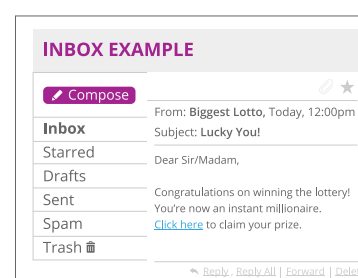 INBOX EXAMPLE
Compose
Inbox
Starred
Drafts
Sent
Spam
Trash
From: Biggest Lotto, Today, 12:00pm
Subject: Lucky You!
Dear Sir/Madam,
Congratulations on winning the lottery!
You're now an instant millionaire.
Click here to claim your prize.
Reply, Reply All | Forward | Dele